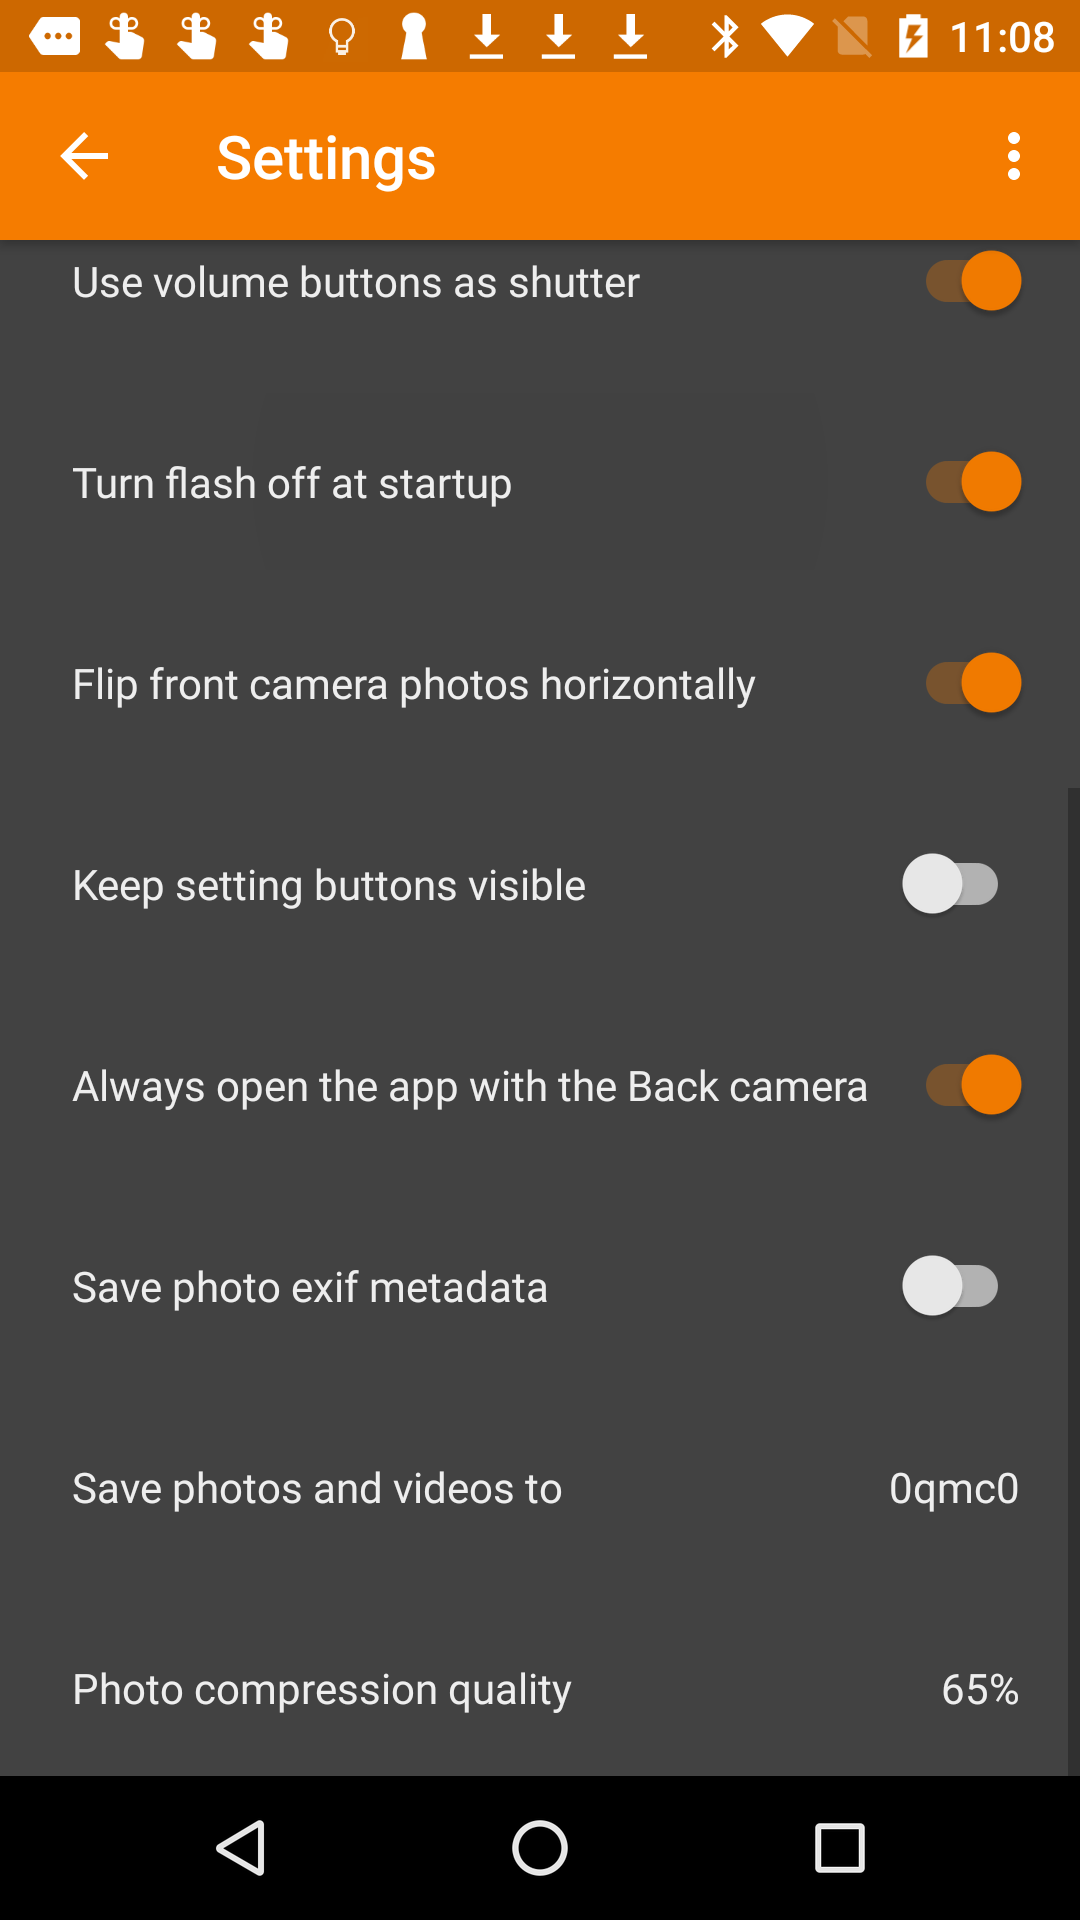 11:08
Settings
Use volume buttons as shutter
Turn flash off at startup
Flip front camera photos horizontally
Keep setting buttons visible
Always open the app with the Back camera
Save photo exif metadata
Save photos and videos to 0qmc0
Photo compression quality 65%